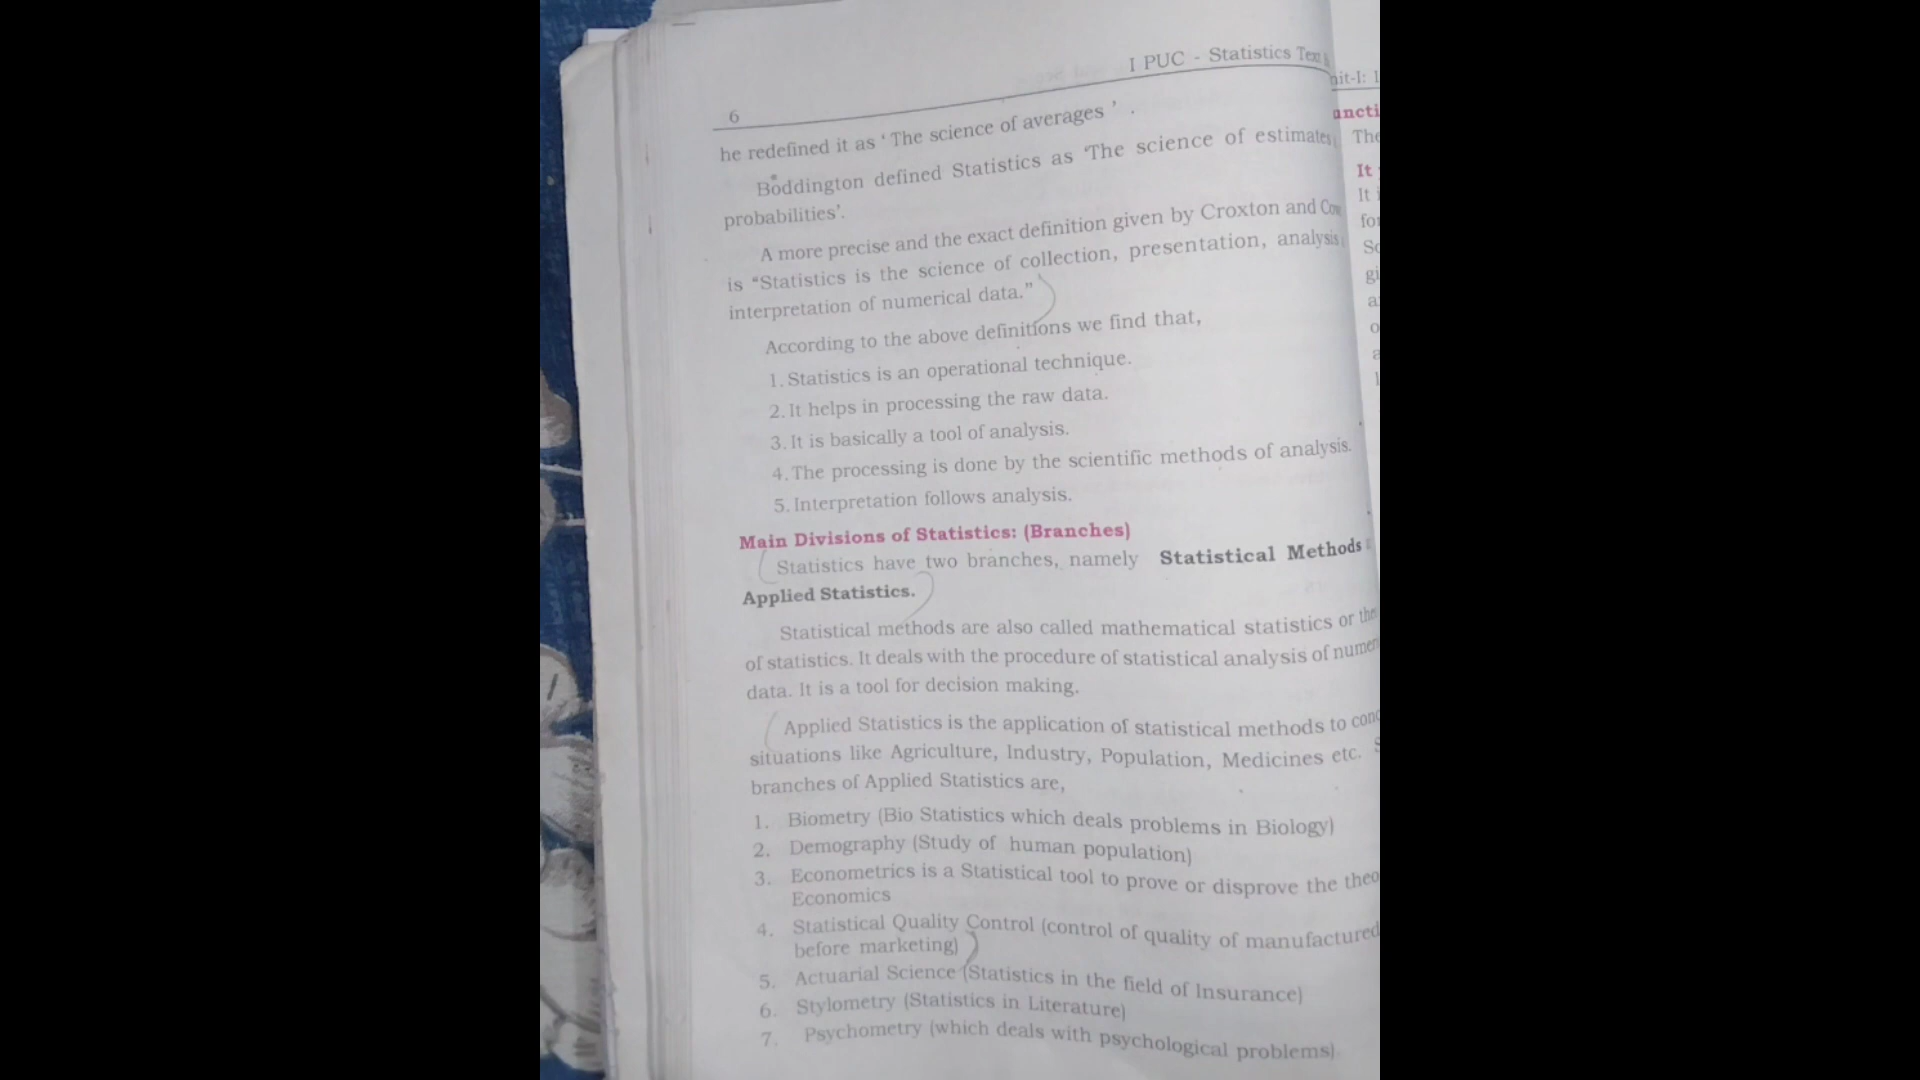 I PUC - Statistics
6
he redefined it as ‘ The science of averages ’ .
Boddington defined Statistics as ‘The science of estimates
probabilities’.
A more precise and the exact definition given by Croxton and
is “Statistics is the science of collection, presentation, analysis
interpretation of numerical data.”
According to the above definitions we find that,
1. Statistics is an operational technique.
2. It helps in processing the raw data.
3. It is basically a tool of analysis.
4. The processing is done by the scientific methods of analysis.
5. Interpretation follows analysis.
Main Divisions of Statistics: (Branches)
Statistics have two branches, namely Statistical Methods
Applied Statistics.
Statistical methods are also called mathematical statistics or
of statistics. It deals with the procedure of statistical analysis of
data. It is a tool for decision making.
Applied Statistics is the application of statistical methods to
situations like Agriculture, Industry, Population, Medicines etc.
branches of Applied Statistics are,
1. Biometry (Bio Statistics which deals problems in Biology)
2. Demography (Study of human population)
3. Econometrics is a Statistical tool to prove or disprove the
Economics
4. Statistical Quality Control (control of quality of manufactured
before marketing)
5. Actuarial Science (Statistics in the field of Insurance)
6. Stylometry (Statistics in Literature)
7. Psychometry (which deals with psychological problems)
It
It